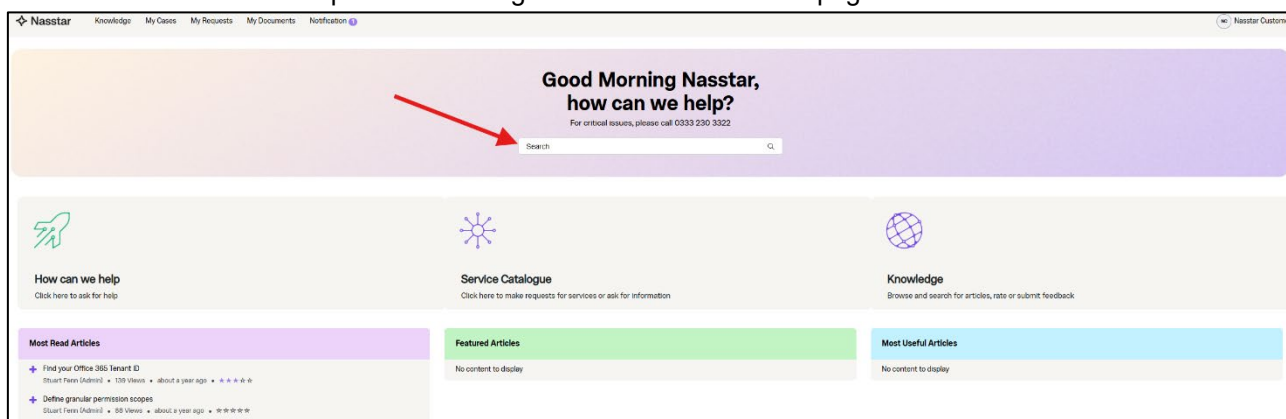 Nasstar Knowledge My Cases My Requests My Documents Notification 1 NC Nasstar Custome
Good Morning Nasstar,
how can we help?
For critical issues, please call 0333 230 3322
Search
How can we help
Click here to ask for help
Service Catalogue
Click here to make requests for services or ask for information
Knowledge
Browse and search for articles, rate or submit feedback
Most Read Articles
Find your Office 365 Tenant ID
Stuart Fenn (Admin) • 139 Views • about a year ago •
Define granular permission scopes
Stuart Fenn (Admin) • 88 Views • about a year ago •
Featured Articles
No content to display
Most Useful Articles
No content to display